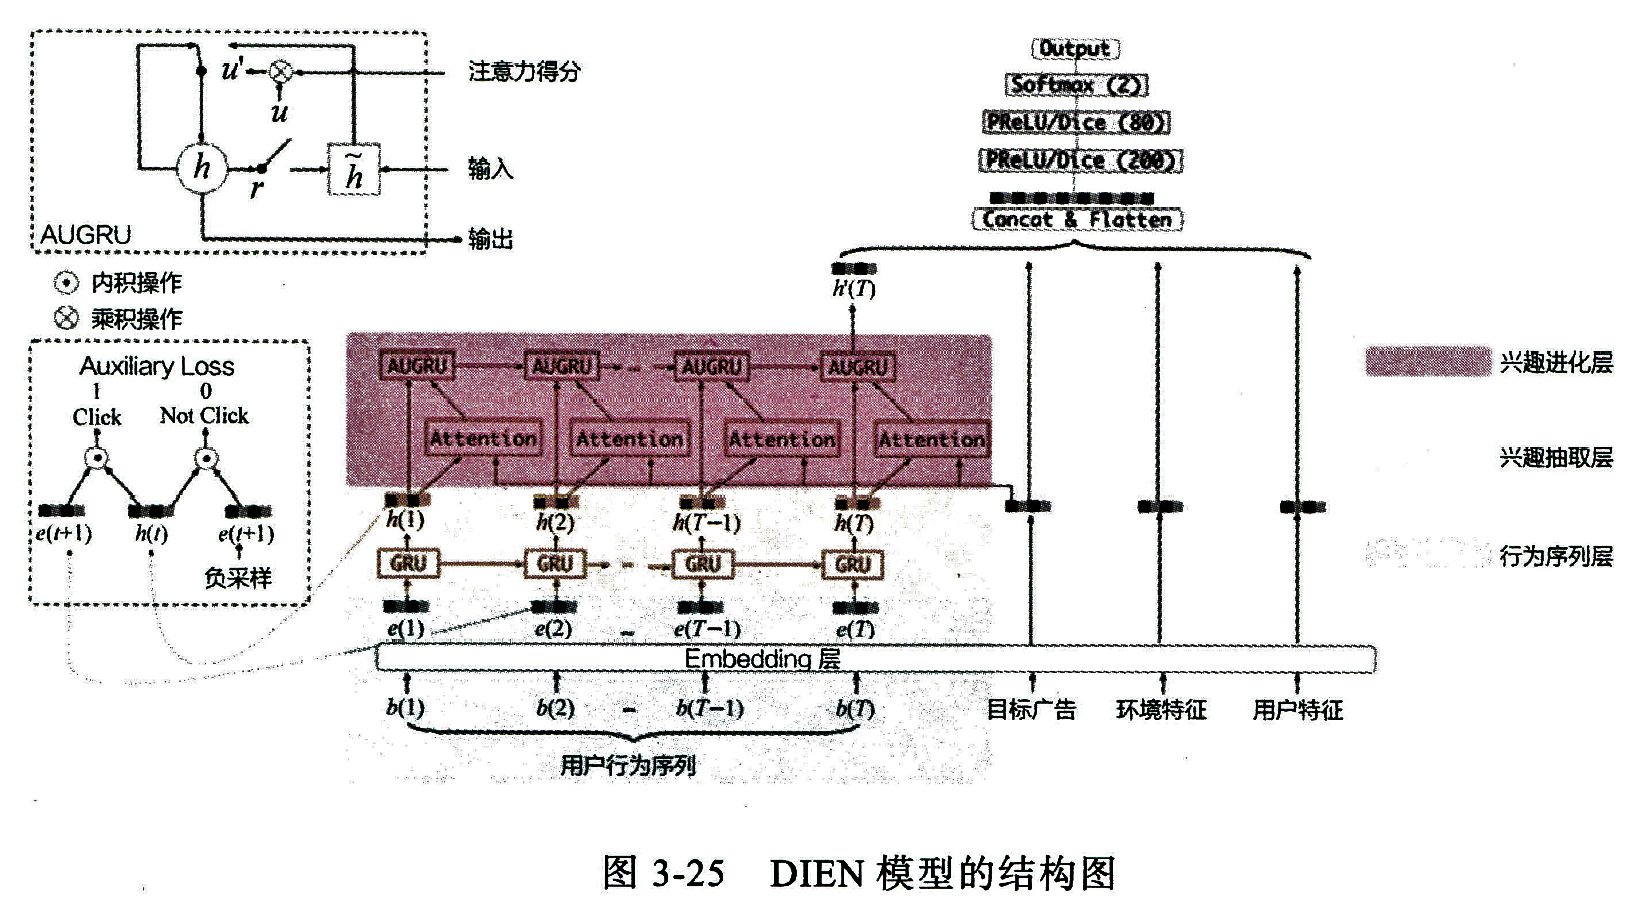 注意力得分
u'
u
h
r
h̃
输入
AUGRU
输出
内积操作
乘积操作
Auxiliary Loss
1
0
Click
Not Click
e(t+1)
h(t)
e(t+1)
负采样
Output
Softmax (2)
PReLU/Dice (80)
PReLU/Dice (200)
Concat & Flatten
h'(T)
AUGRU
AUGRU
AUGRU
AUGRU
Attention
Attention
Attention
Attention
h(1)
h(2)
h(T−1)
h(T)
GRU
GRU
GRU
GRU
e(1)
e(2)
e(T−1)
e(T)
Embedding 层
b(1)
b(2)
b(T−1)
b(T)
目标广告
环境特征
用户特征
用户行为序列
兴趣进化层
兴趣抽取层
行为序列层
图 3-25 DIEN 模型的结构图